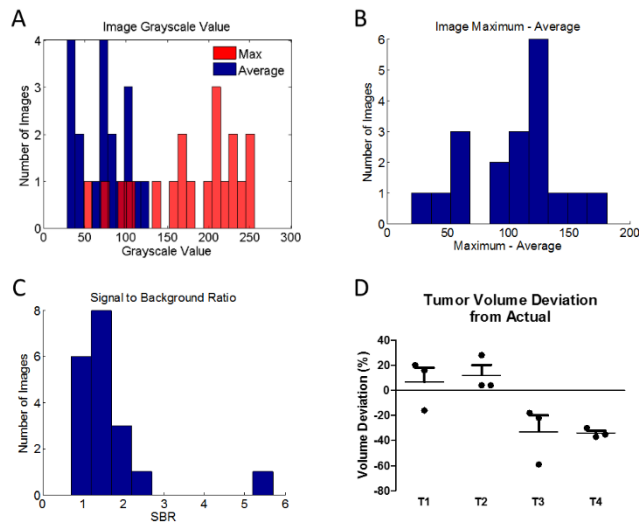 A
Image Grayscale Value
Max
Average
Number of Images
4
3
2
1
0
0
50
100
150
200
250
300
Grayscale Value
B
Image Maximum - Average
Number of Images
6
5
4
3
2
1
0
0
50
100
150
200
Maximum - Average
C
Signal to Background Ratio
Number of Images
8
6
4
2
0
0
1
2
3
4
5
6
SBR
D
Tumor Volume Deviation
from Actual
Volume Deviation (%)
40
20
0
-20
-40
-60
-80
T1
T2
T3
T4